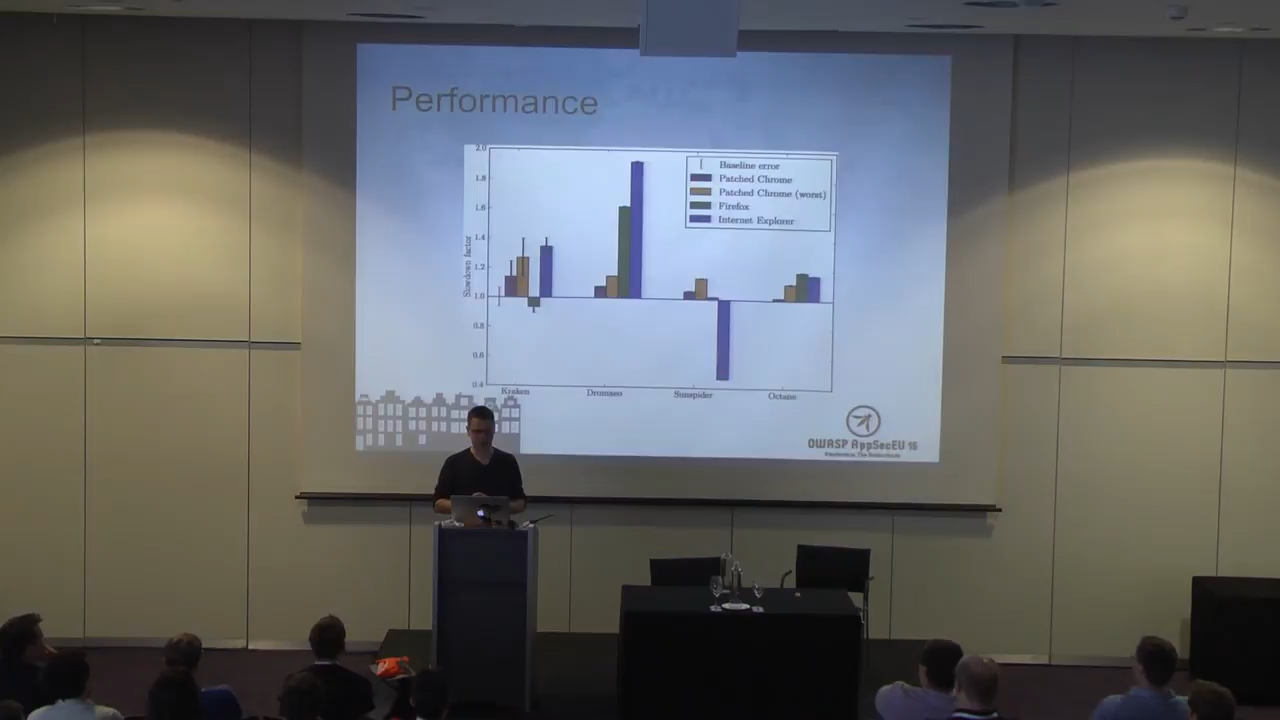 Performance
2.0
1.8
1.6
1.4
1.2
1.0
0.8
0.6
0.4
Slowdown factor
Baseline error
Patched Chrome
Patched Chrome (worst)
Firefox
Internet Explorer
Kraken
Dromaeo
Sunspider
Octane
OWASP AppSecEU 16